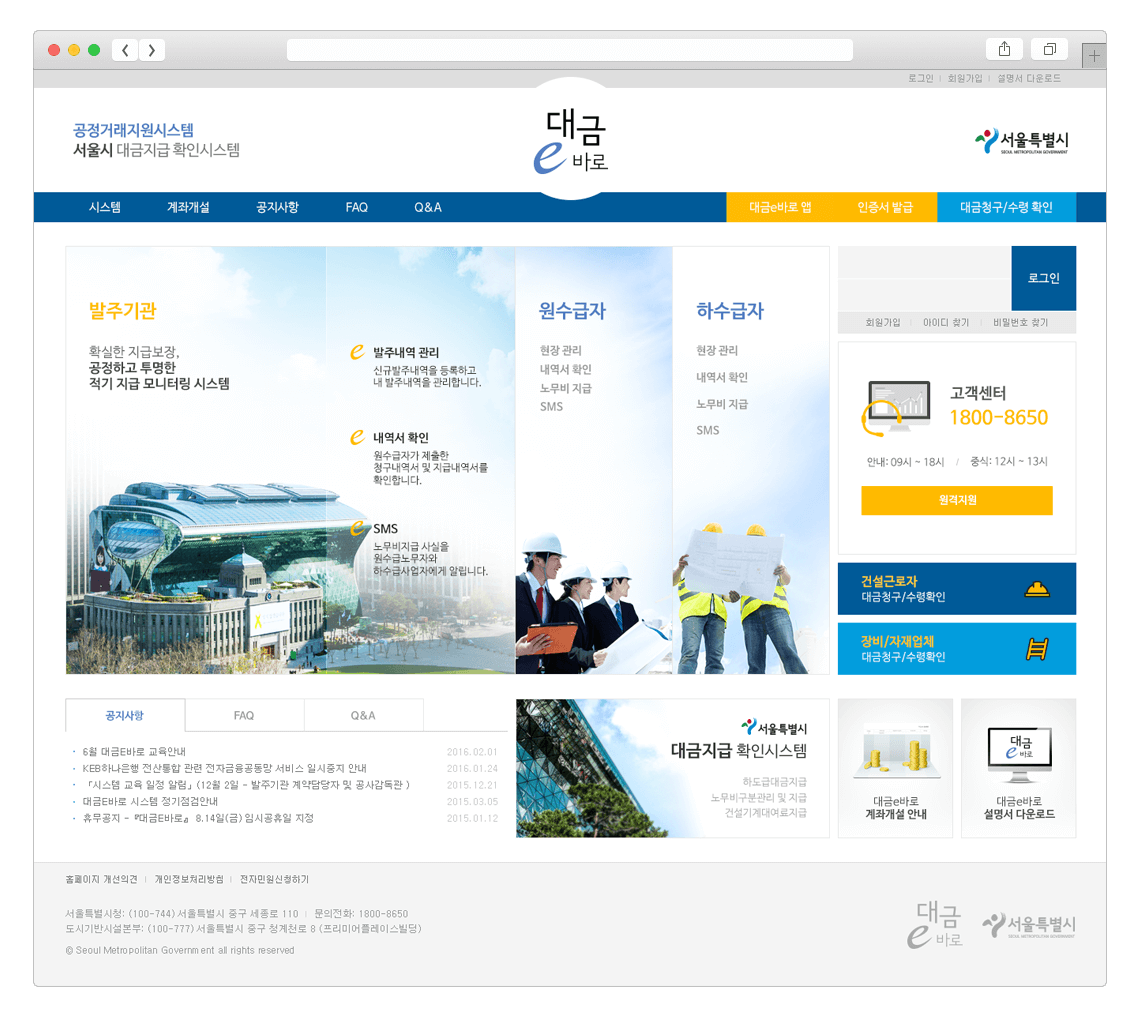 로그인 | 회원가입 | 설명서 다운로드
공정거래지원시스템
서울시 대금지급 확인시스템
대금
e 바로
서울특별시
SEOUL METROPOLITAN GOVERNMENT
시스템 계좌개설 공지사항 FAQ Q&A 대금e바로 앱 인증서 발급 대금청구/수령 확인
발주기관
확실한 지급보장,
공정하고 투명한
적기 지급 모니터링 시스템
e 발주내역 관리
신규발주내역을 등록하고
내 발주내역을 관리합니다.
e 내역서 확인
원수급자가 제출한
청구내역서 및 지급내역서를
확인합니다.
e SMS
노무비지급 사실을
원수급노무자와
하수급사업자에게 알립니다.
원수급자
현장 관리
내역서 확인
노무비 지급
SMS
하수급자
현장 관리
내역서 확인
노무비 지급
SMS
로그인
회원가입 | 아이디 찾기 | 비밀번호 찾기
고객센터
1800-8650
안내: 09시 ~ 18시 / 중식: 12시 ~ 13시
원격지원
건설근로자
대금청구/수령확인
장비/자재업체
대금청구/수령확인
공지사항 FAQ Q&A
· 6월 대금E바로 교육안내 2016.02.01
· KEB하나은행 전산통합 관련 전자금융공동망 서비스 일시중지 안내 2016.01.24
· 「시스템 교육 일정 알림」(12월 2일 - 발주기관 계약담당자 및 공사감독관 ) 2015.12.21
· 대금E바로 시스템 정기점검안내 2015.03.05
· 휴무공지 - 『대금E바로』 8.14일(금) 임시공휴일 지정 2015.01.12
서울특별시
대금지급 확인시스템
하도급대금지급
노무비구분관리 및 지급
건설기계대여료지급
대금e바로
계좌개설 안내
대금
e 바로
대금e바로
설명서 다운로드
홈페이지 개선의견 | 개인정보처리방침 | 전자민원신청하기
서울특별시청: (100-744) 서울특별시 중구 세종로 110 | 문의전화: 1800-8650
도시기반시설본부: (100-777) 서울특별시 중구 청계천로 8 (프리미어플레이스빌딩)
© Seoul Metropolitan Government all rights reserved
대금
e 바로
서울특별시
SEOUL METROPOLITAN GOVERNMENT